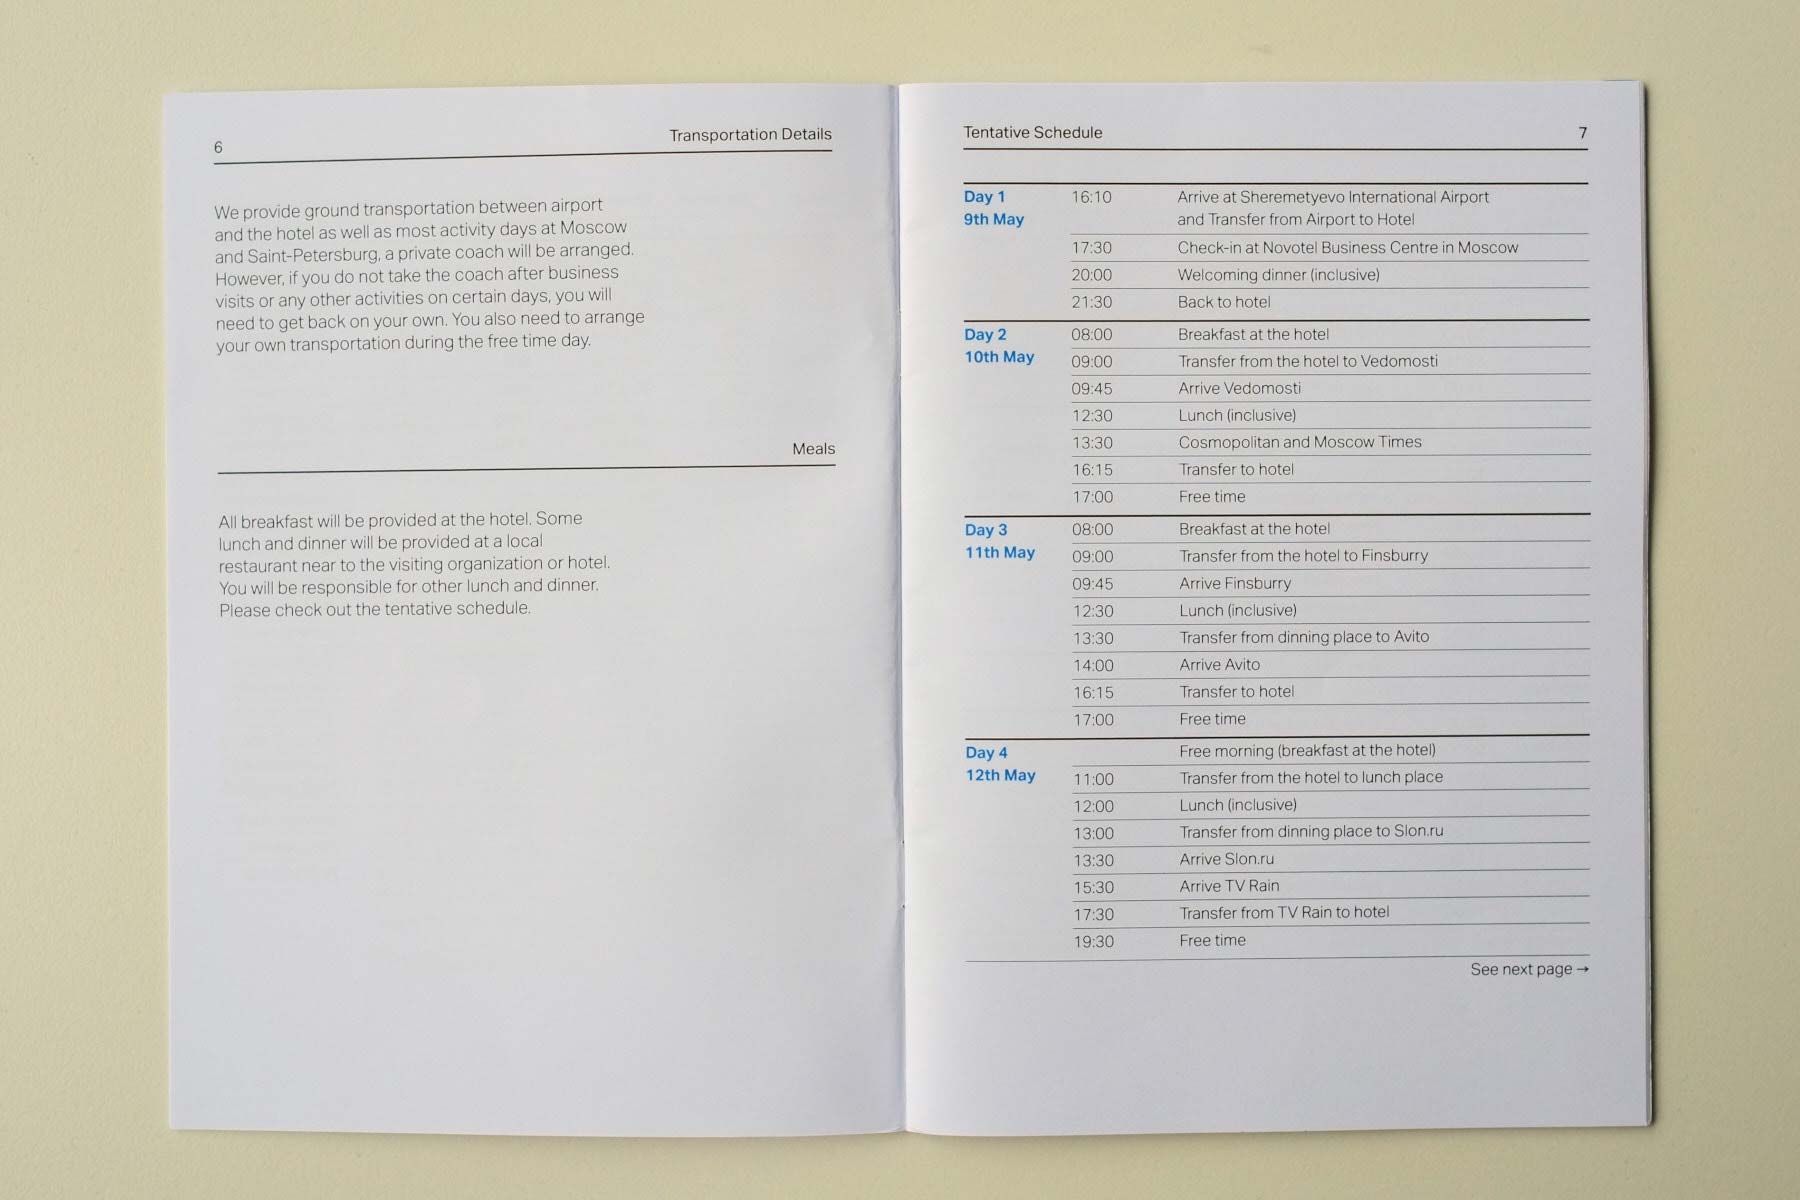 6
Transportation Details
We provide ground transportation between airport
and the hotel as well as most activity days at Moscow
and Saint-Petersburg, a private coach will be arranged.
However, if you do not take the coach after business
visits or any other activities on certain days, you will
need to get back on your own. You also need to arrange
your own transportation during the free time day.
Meals
All breakfast will be provided at the hotel. Some
lunch and dinner will be provided at a local
restaurant near to the visiting organization or hotel.
You will be responsible for other lunch and dinner.
Please check out the tentative schedule.
Tentative Schedule 7
Day 1 16:10 Arrive at Sheremetyevo International Airport
9th May and Transfer from Airport to Hotel
17:30 Check-in at Novotel Business Centre in Moscow
20:00 Welcoming dinner (inclusive)
21:30 Back to hotel
Day 2 08:00 Breakfast at the hotel
10th May 09:00 Transfer from the hotel to Vedomosti
09:45 Arrive Vedomosti
12:30 Lunch (inclusive)
13:30 Cosmopolitan and Moscow Times
16:15 Transfer to hotel
17:00 Free time
Day 3 08:00 Breakfast at the hotel
11th May 09:00 Transfer from the hotel to Finsburry
09:45 Arrive Finsburry
12:30 Lunch (inclusive)
13:30 Transfer from dinning place to Avito
14:00 Arrive Avito
16:15 Transfer to hotel
17:00 Free time
Day 4 Free morning (breakfast at the hotel)
12th May 11:00 Transfer from the hotel to lunch place
12:00 Lunch (inclusive)
13:00 Transfer from dinning place to Slon.ru
13:30 Arrive Slon.ru
15:30 Arrive TV Rain
17:30 Transfer from TV Rain to hotel
19:30 Free time
See next page →